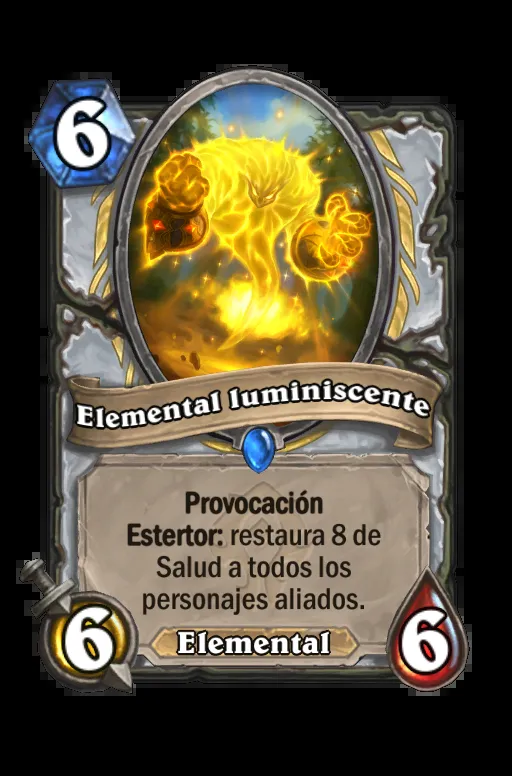 6
Elemental luminiscente
Provocación
Estertor: restaura 8 de
Salud a todos los
personajes aliados.
6
Elemental
6